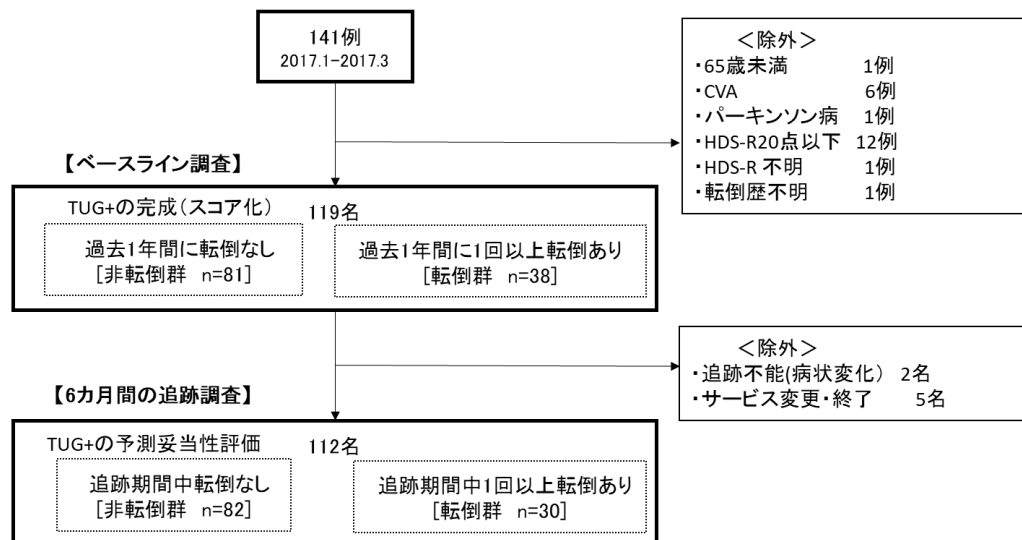 141例
2017.1-2017.3
＜除外＞
・65歳未満 1例
・CVA 6例
・パーキンソン病 1例
・HDS-R20点以下 12例
・HDS-R 不明 1例
・転倒歴不明 1例
【ベースライン調査】
TUG+の完成（スコア化） 119名
過去1年間に転倒なし
[非転倒群 n=81]
過去1年間に1回以上転倒あり
[転倒群 n=38]
＜除外＞
・追跡不能(病状変化） 2名
・サービス変更・終了 5名
【6カ月間の追跡調査】
TUG+の予測妥当性評価 112名
追跡期間中転倒なし
[非転倒群 n=82]
追跡期間中1回以上転倒あり
[転倒群 n=30]